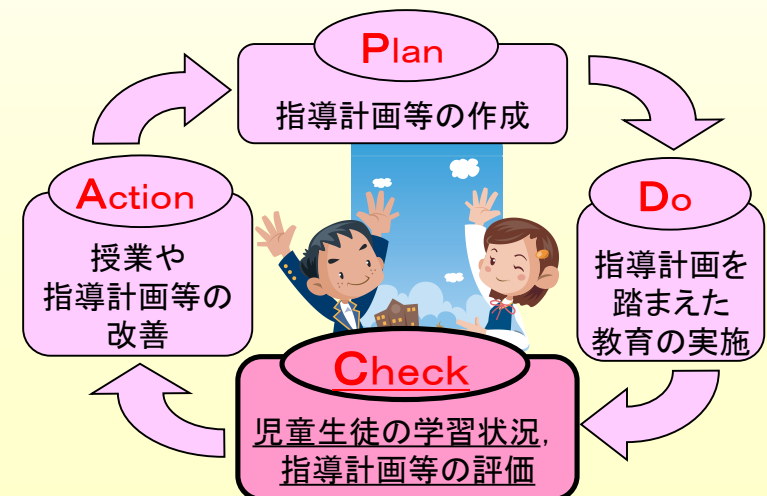 Plan
指導計画等の作成
Do
指導計画を
踏まえた
教育の実施
Check
児童生徒の学習状況,
指導計画等の評価
Action
授業や
指導計画等の
改善